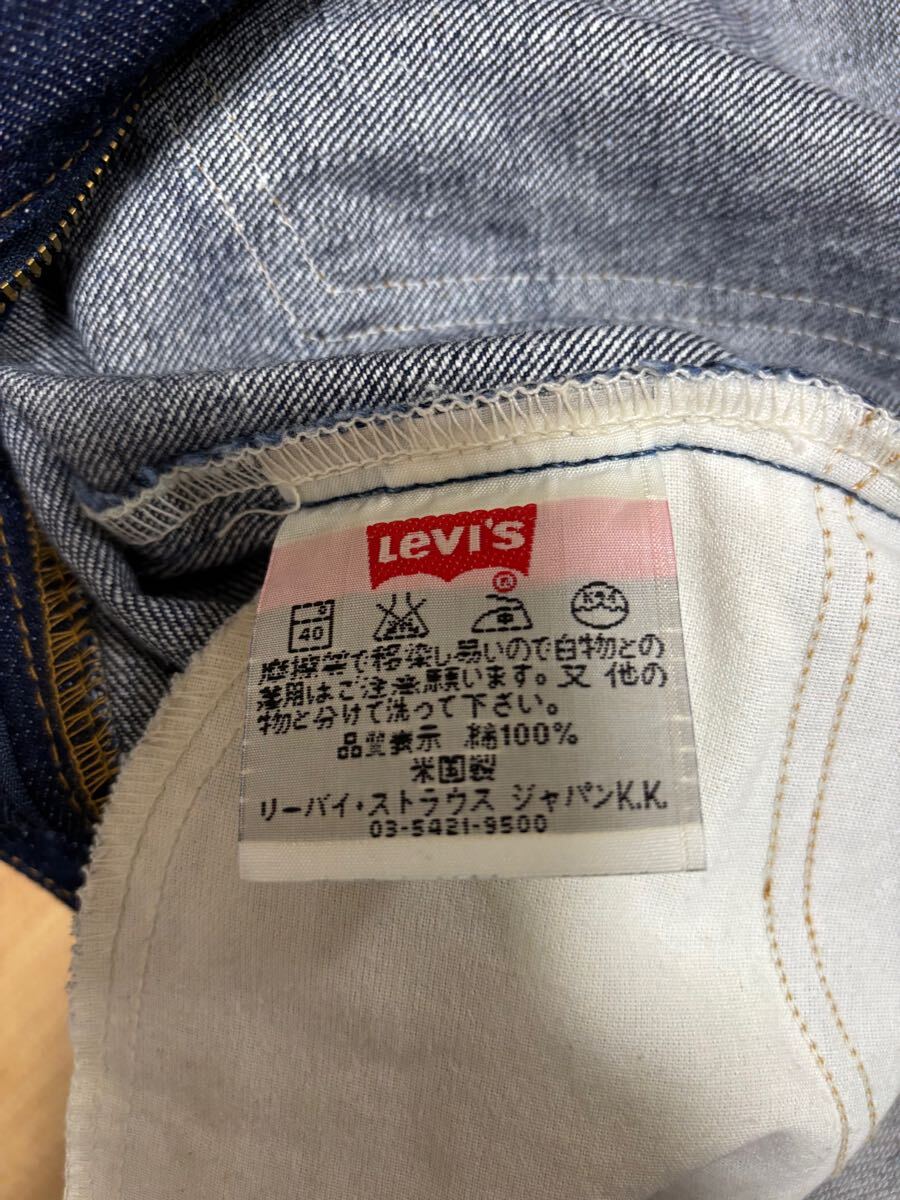 LEVI'S
®
40
摩擦等で移染し易いので白物との
着用はご注意願います。又 他の
物と分けて洗って下さい。
品質表示 綿100%
米国製
リーバイ・ストラウス ジャパンK.K.
03-5421-9500